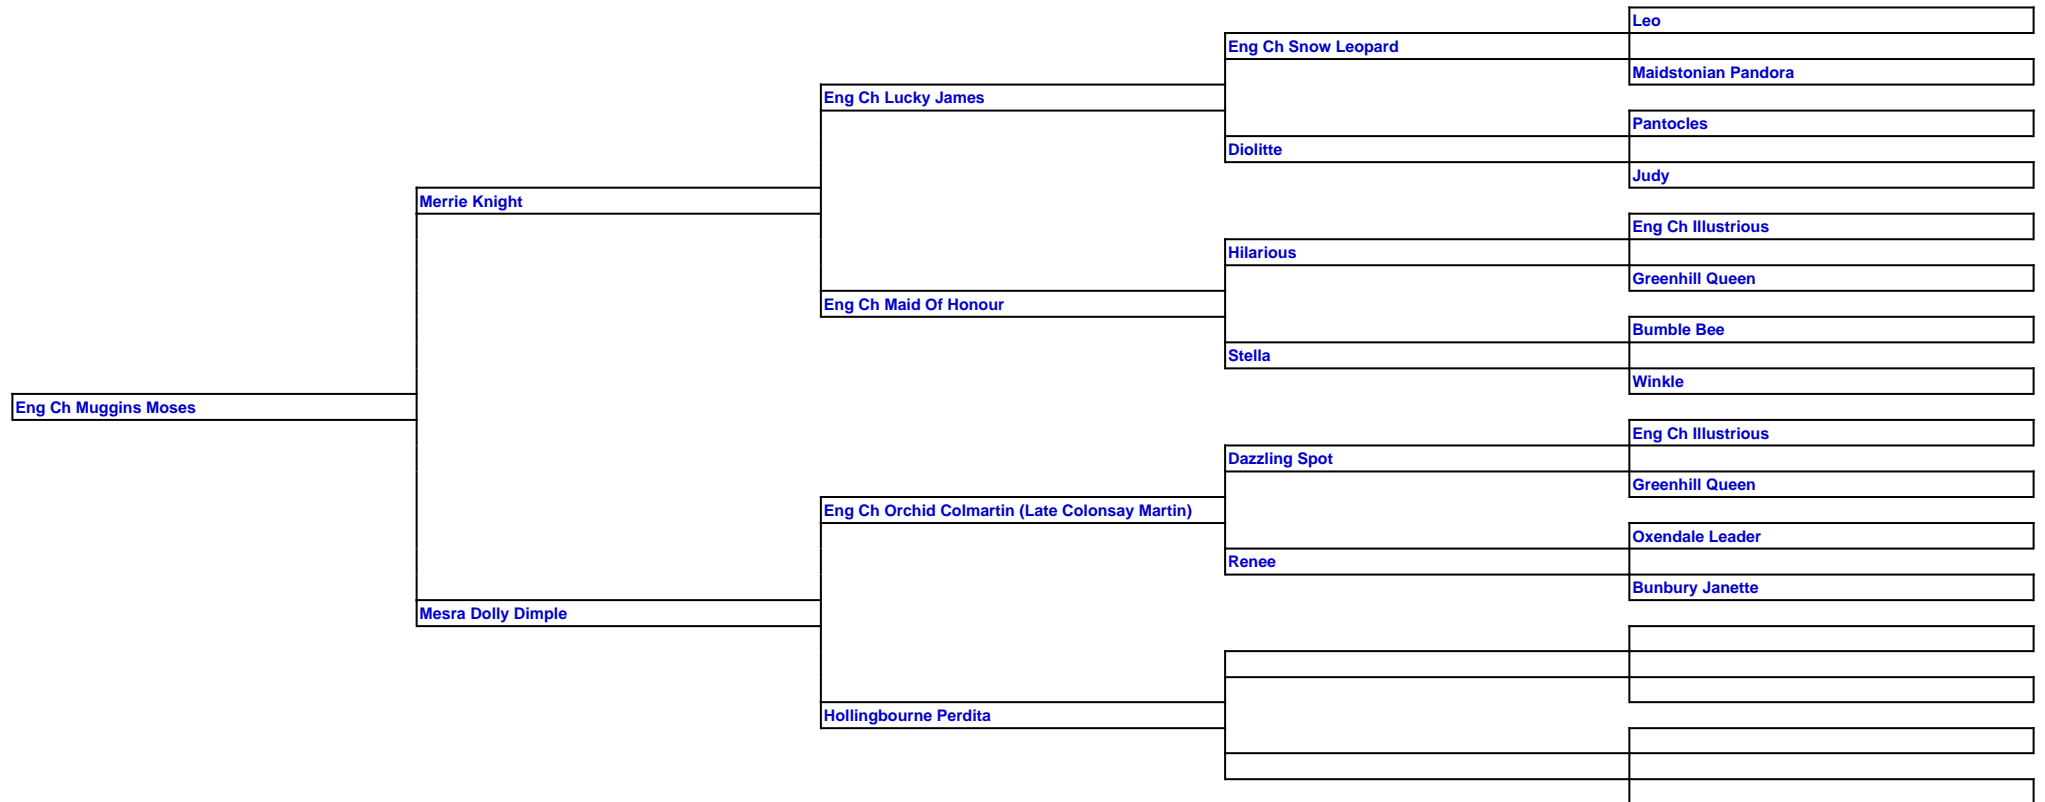 Leo
Eng Ch Snow Leopard
Maidstonian Pandora
Eng Ch Lucky James
Pantocles
Diolitte
Judy
Merrie Knight
Eng Ch Illustrious
Hilarious
Greenhill Queen
Eng Ch Maid Of Honour
Bumble Bee
Stella
Winkle
Eng Ch Muggins Moses
Eng Ch Illustrious
Dazzling Spot
Greenhill Queen
Eng Ch Orchid Colmartin (Late Colonsay Martin)
Oxendale Leader
Renee
Bunbury Janette
Mesra Dolly Dimple
Hollingbourne Perdita